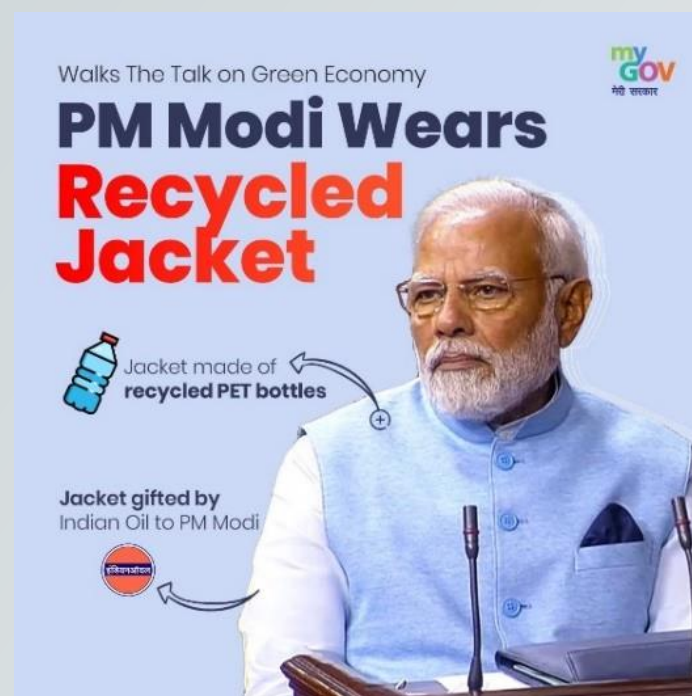 my
GOV
मेरी सरकार
Walks The Talk on Green Economy
PM Modi Wears
Recycled
Jacket
Jacket made of
recycled PET bottles
Jacket gifted by
Indian Oil to PM Modi
इंडियनऑयल